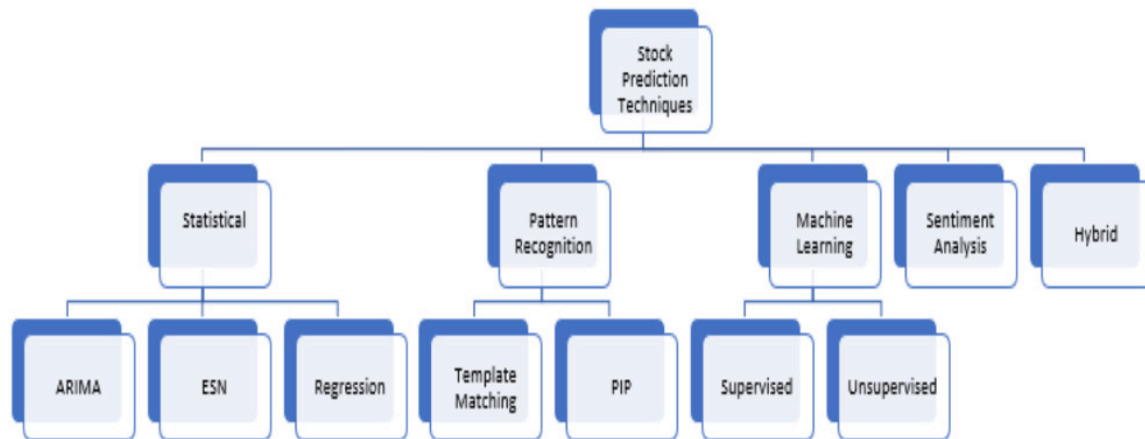 Stock
Prediction
Techniques
Statistical
Pattern
Recognition
Machine
Learning
Sentiment
Analysis
Hybrid
ARIMA
ESN
Regression
Template
Matching
PIP
Supervised
Unsupervised